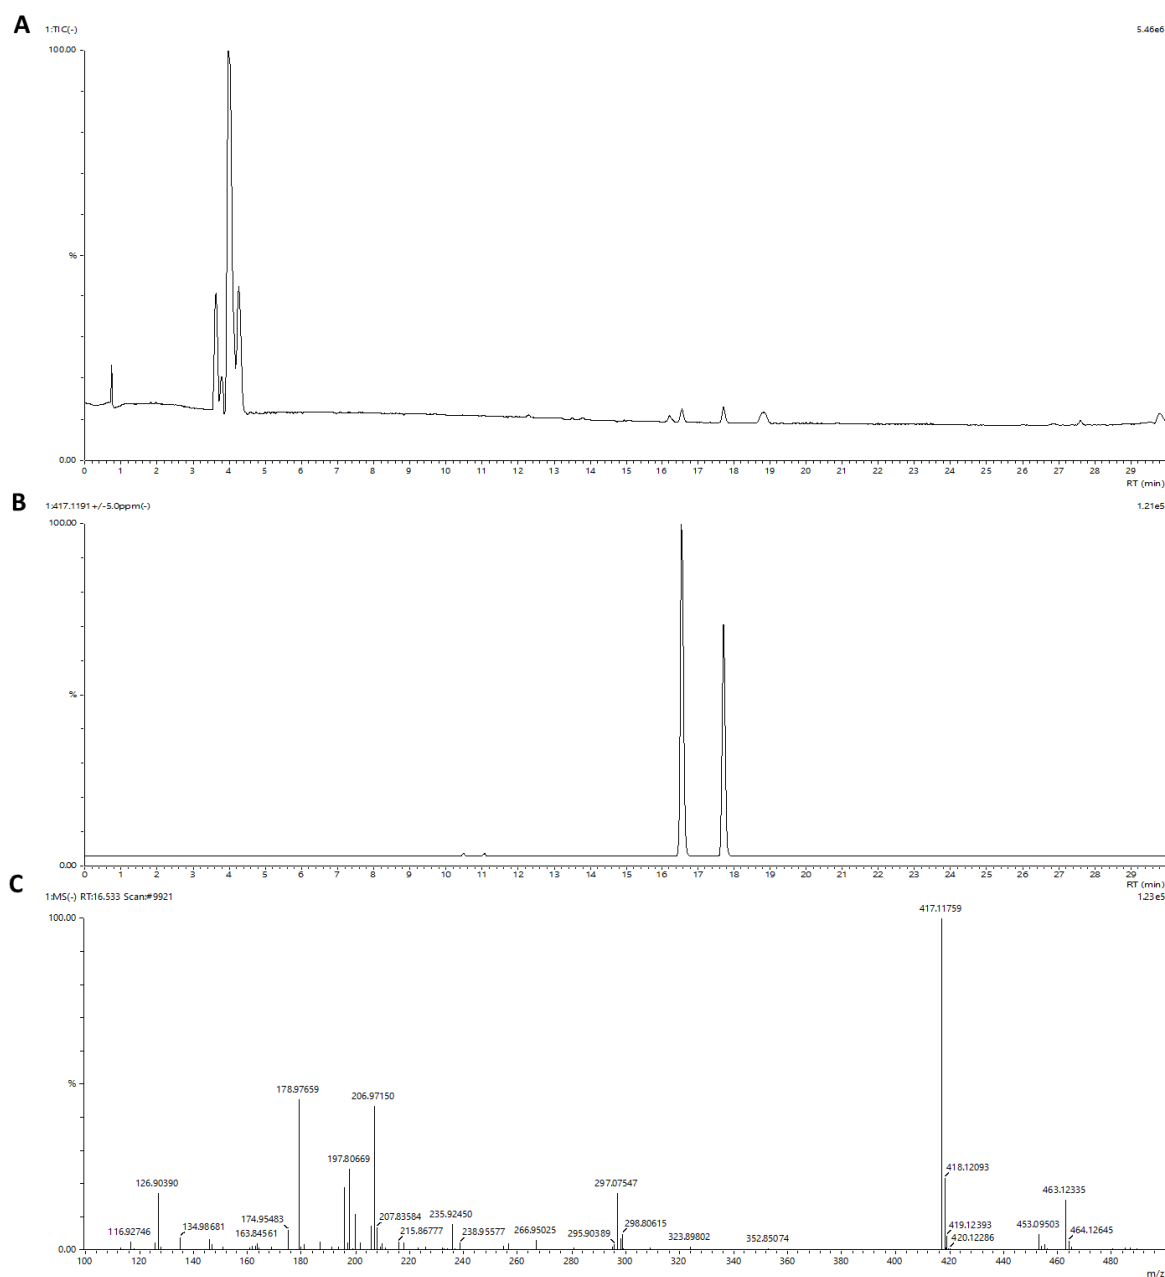 A
1:TIC(-) 5.46e6
100.00
%
0.00
0 1 2 3 4 5 6 7 8 9 10 11 12 13 14 15 16 17 18 19 20 21 22 23 24 25 26 27 28 29
RT (min)
B
1:417.1191 +/-5.0ppm(-) 1.21e5
100.00
%
0.00
0 1 2 3 4 5 6 7 8 9 10 11 12 13 14 15 16 17 18 19 20 21 22 23 24 25 26 27 28 29
RT (min)
C
1:MS(-) RT:16.533 Scan:#9921 1.23e5
100.00
417.11759
%
178.97659
206.97150
197.80669
126.90390
297.07547
418.12093
463.12335
174.95483
207.83584
235.92450
298.80615
419.12393
453.09503
116.92746
134.98681
163.84561
215.86777
238.95577
266.95025
295.90389
323.89802
352.85074
420.12286
464.12645
0.00
100 120 140 160 180 200 220 240 260 280 300 320 340 360 380 400 420 440 460 480
m/z